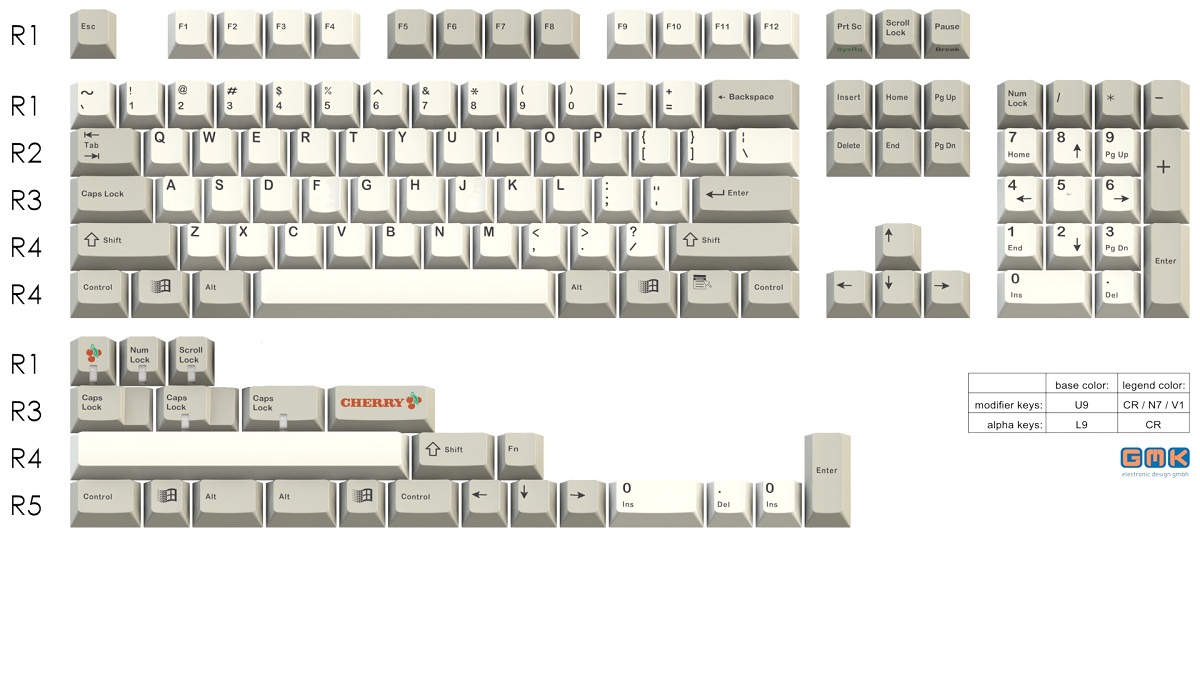 R1 Esc F1 F2 F3 F4 F5 F6 F7 F8 F9 F10 F11 F12 Prt Sc Scroll Pause
Lock
SysRq Break
R1 ~ ! @ # $ % ^ & * ( ) — + ← Backspace Insert Home Pg Up Num / * −
` 1 2 3 4 5 6 7 8 9 0 - = Lock
R2 Tab Q W E R T Y U I O P { } ¦ Delete End Pg Dn 7 8 ↑ 9 +
[ ] \ Home Pg Up
R3 Caps Lock A S D F G H J K L : " Enter 4 ← 5 6 →
; '
R4 Shift Z X C V B N M < > ? Shift ↑ 1 2 ↓ 3 Enter
, . / End Pg Dn
R4 Control Alt Alt Control ← ↓ → 0 .
Ins Del
R1 Num Scroll
Lock Lock
R3 Caps Caps Caps CHERRY
Lock Lock Lock
R4 Shift Fn Enter
R5 Control Alt Alt Control ← ↓ → 0 . 0
Ins Del Ins
base color: legend color:
modifier keys: U9 CR / N7 / V1
alpha keys: L9 CR
GMK
electronic design gmbh